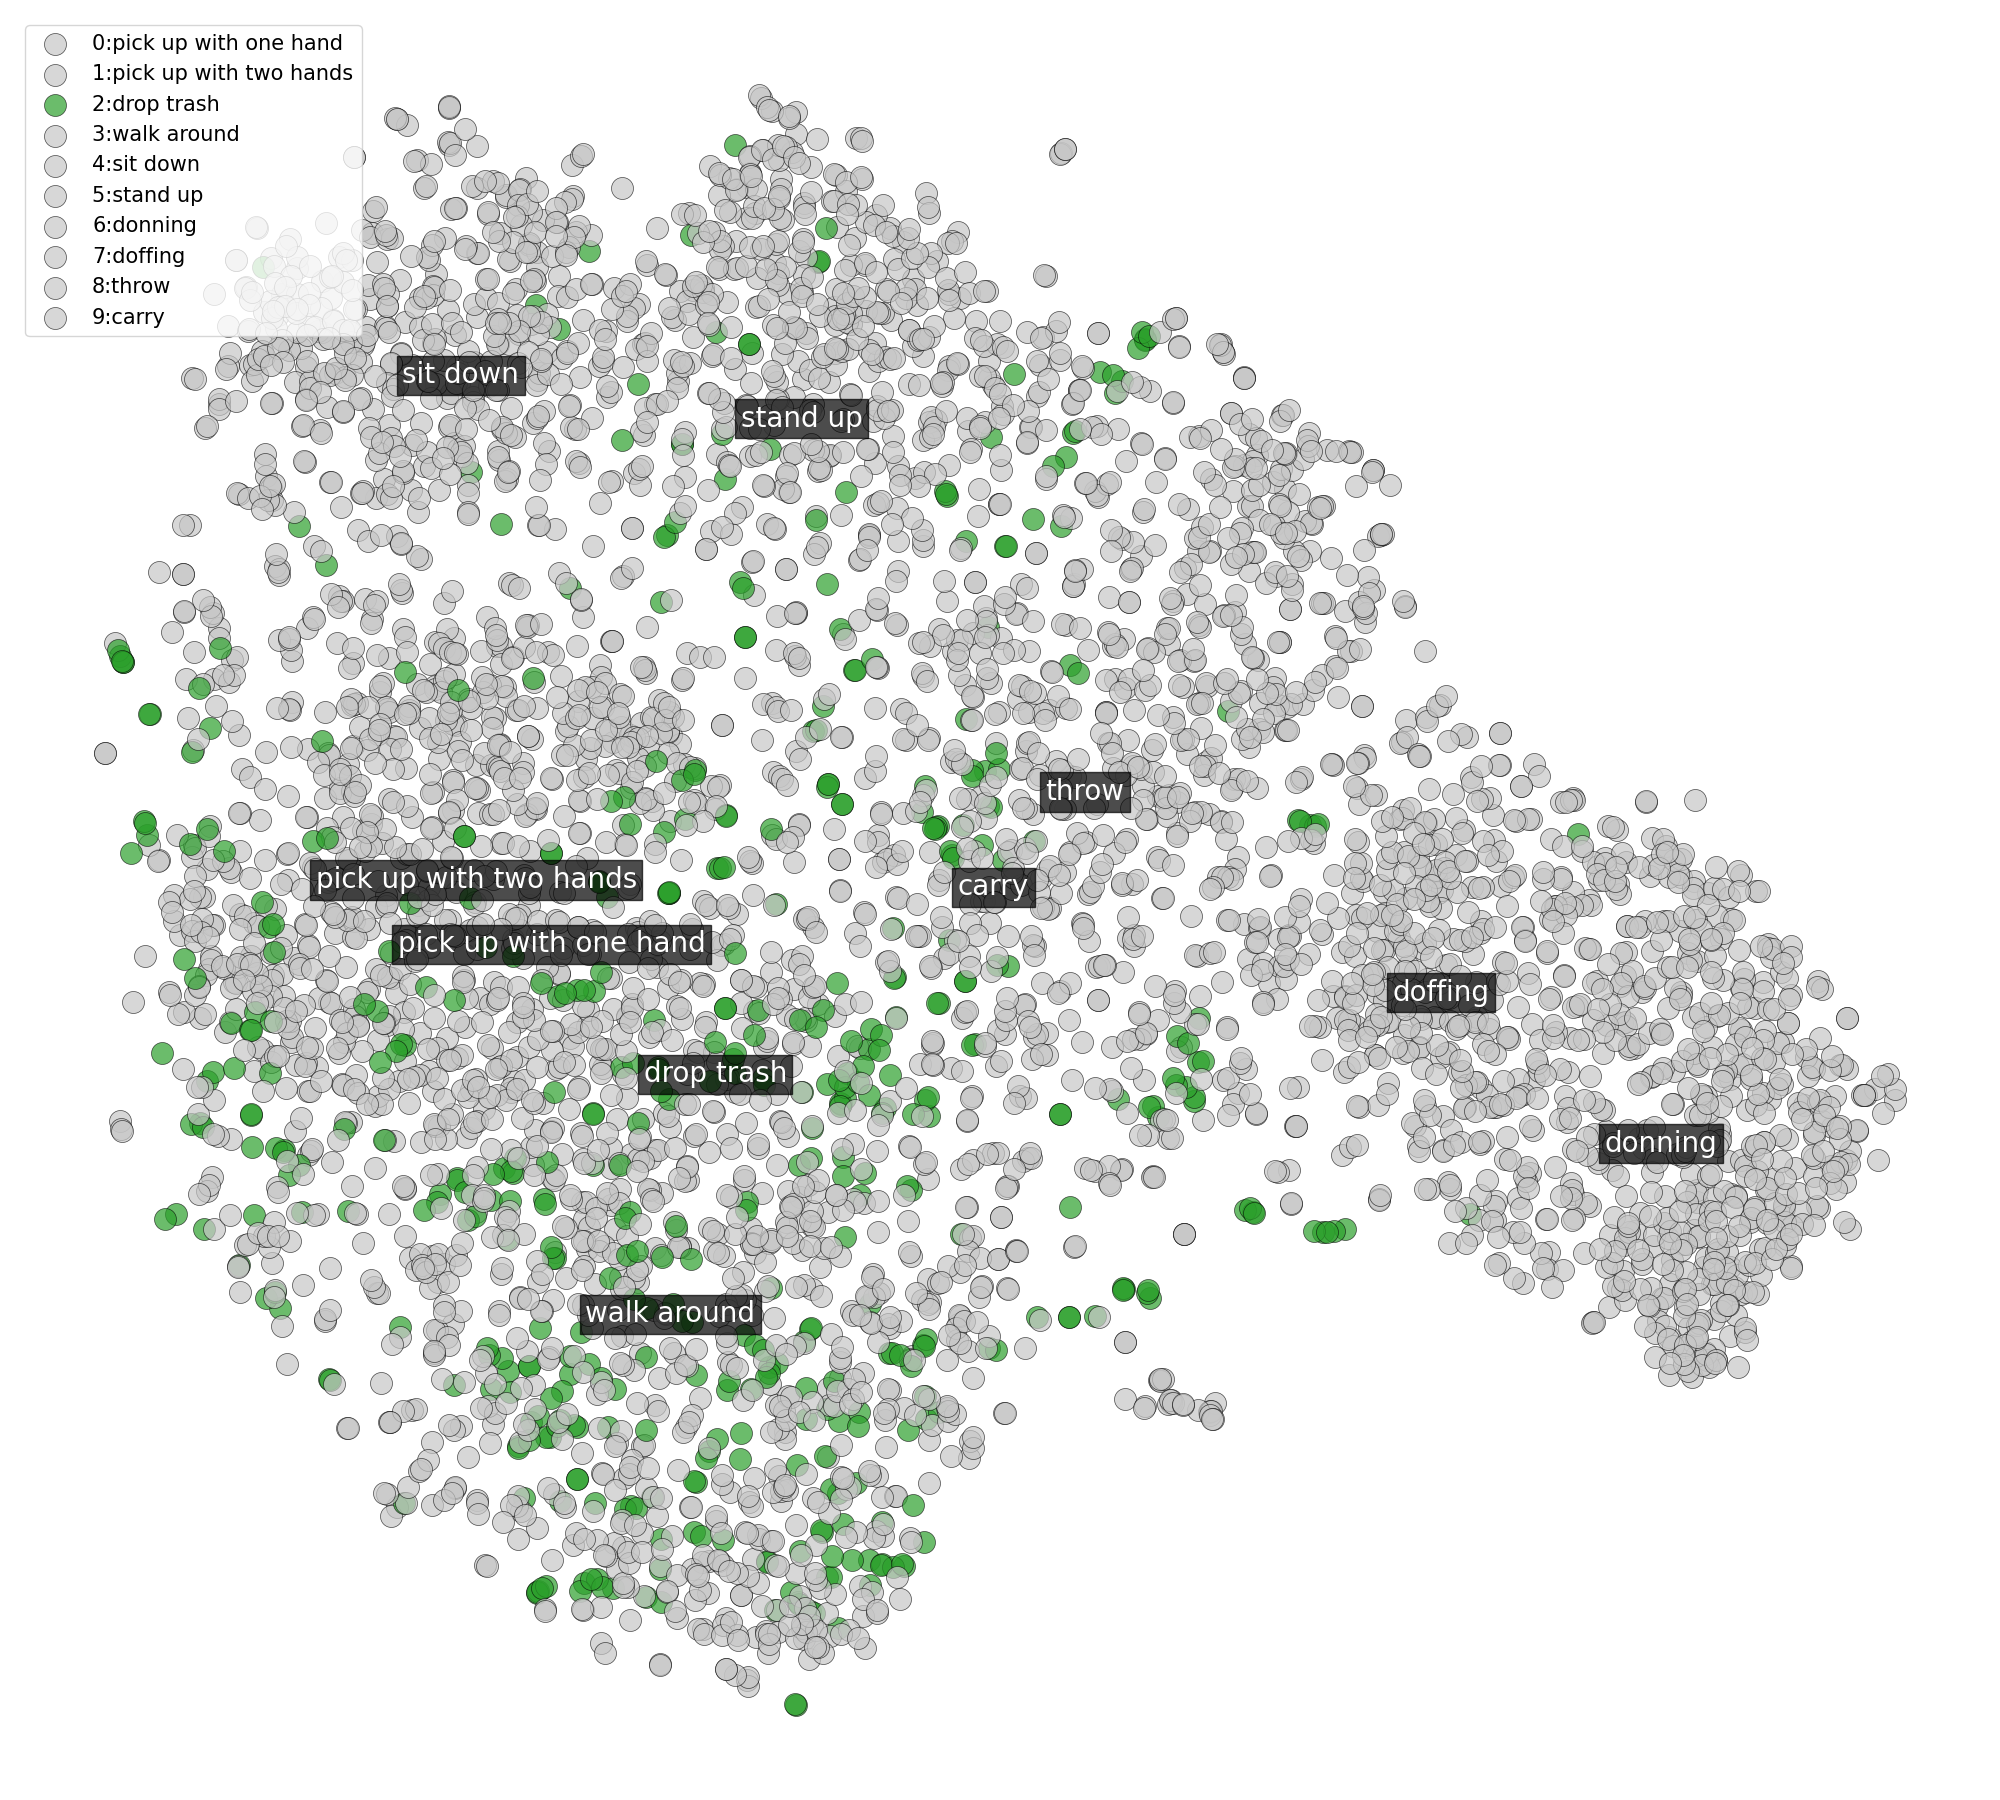 0:pick up with one hand
1:pick up with two hands
2:drop trash
3:walk around
4:sit down
5:stand up
6:donning
7:doffing
8:throw
9:carry
sit down
stand up
throw
pick up with two hands
carry
pick up with one hand
doffing
drop trash
donning
walk around